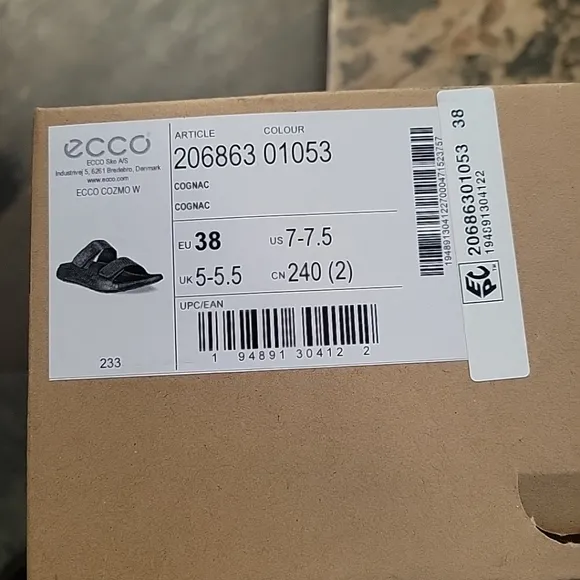 ecco
ECCO Sko A/S
Industrivej 5, 6261 Bredebro, Denmark
www.ecco.com
ECCO COZMO W
233
ARTICLE COLOUR
206863 01053
COGNAC
COGNAC
EU 38 US 7-7.5
UK 5-5.5 CN 240 (2)
UPC/EAN
1 94891 30412 2
1948913041227000471523757
EPC
20686301053 38
194891304122